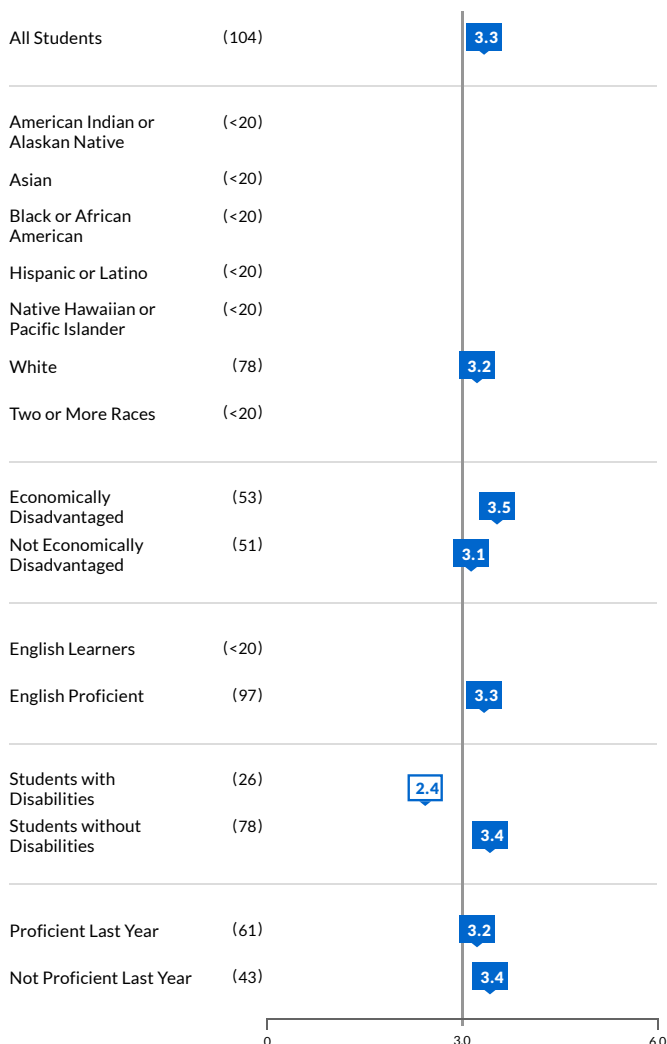 All Students (104) 3.3
American Indian or (<20)
Alaskan Native
Asian (<20)
Black or African (<20)
American
Hispanic or Latino (<20)
Native Hawaiian or (<20)
Pacific Islander
White (78) 3.2
Two or More Races (<20)
Economically (53) 3.5
Disadvantaged
Not Economically (51) 3.1
Disadvantaged
English Learners (<20)
English Proficient (97) 3.3
Students with (26) 2.4
Disabilities
Students without (78) 3.4
Disabilities
Proficient Last Year (61) 3.2
Not Proficient Last Year (43) 3.4
0 3.0 6.0